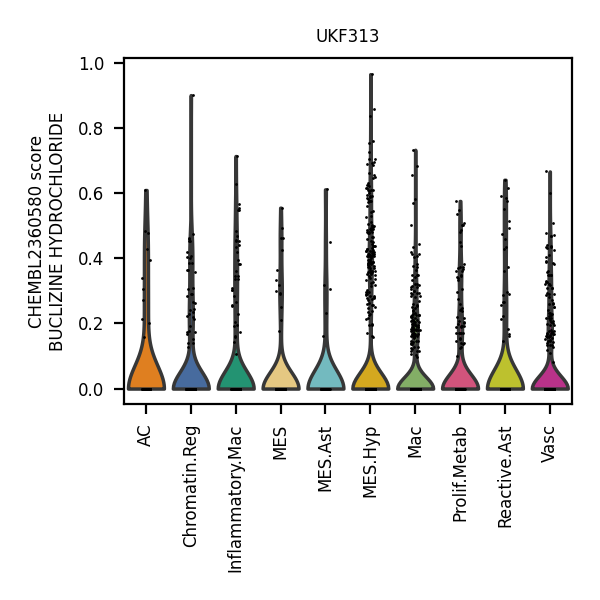 UKF313
CHEMBL2360580 score
BUCLIZINE HYDROCHLORIDE
1.0
0.8
0.6
0.4
0.2
0.0
AC
Chromatin.Reg
Inflammatory.Mac
MES
MES.Ast
MES.Hyp
Mac
Prolif.Metab
Reactive.Ast
Vasc